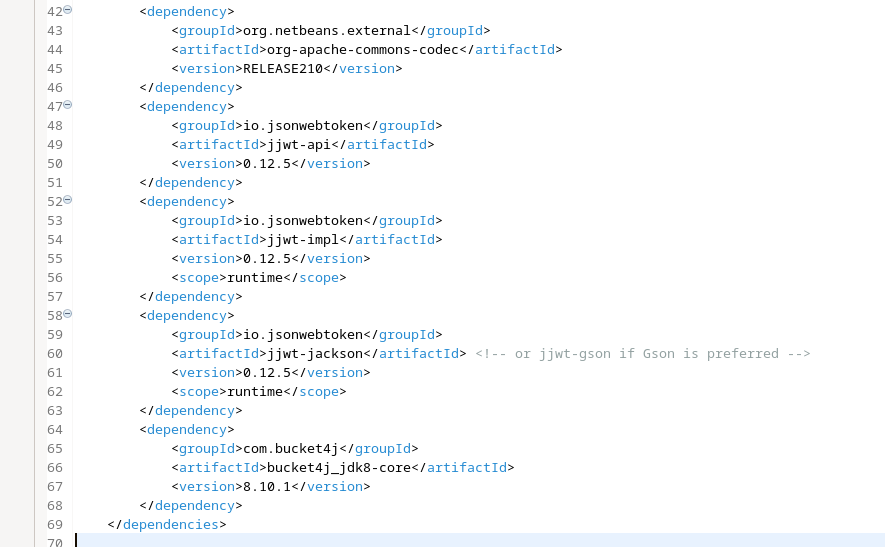 42        <dependency>
43            <groupId>org.netbeans.external</groupId>
44            <artifactId>org-apache-commons-codec</artifactId>
45            <version>RELEASE210</version>
46        </dependency>
47        <dependency>
48            <groupId>io.jsonwebtoken</groupId>
49            <artifactId>jjwt-api</artifactId>
50            <version>0.12.5</version>
51        </dependency>
52        <dependency>
53            <groupId>io.jsonwebtoken</groupId>
54            <artifactId>jjwt-impl</artifactId>
55            <version>0.12.5</version>
56            <scope>runtime</scope>
57        </dependency>
58        <dependency>
59            <groupId>io.jsonwebtoken</groupId>
60            <artifactId>jjwt-jackson</artifactId> <!-- or jjwt-gson if Gson is preferred -->
61            <version>0.12.5</version>
62            <scope>runtime</scope>
63        </dependency>
64        <dependency>
65            <groupId>com.bucket4j</groupId>
66            <artifactId>bucket4j_jdk8-core</artifactId>
67            <version>8.10.1</version>
68        </dependency>
69    </dependencies>
70